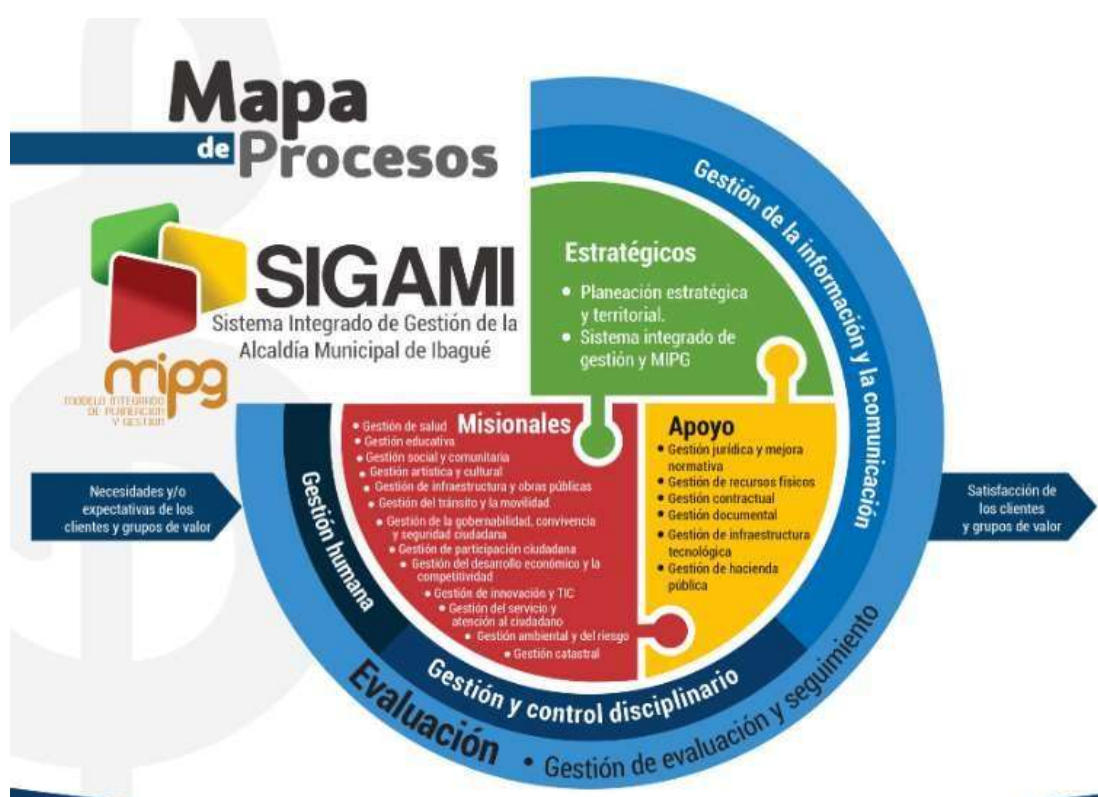 Mapa
de Procesos
SIGAMI
Sistema Integrado de Gestión de la
Alcaldía Municipal de Ibagué
mipg
MODELO INTEGRADO
DE PLANEACIÓN
Y GESTIÓN
Necesidades y/o
expectativas de los
clientes y grupos de valor
Gestión de la información y la comunicación
Estratégicos
• Planeación estratégica
y territorial.
• Sistema integrado de
gestión y MIPG
Misionales
• Gestión de salud
• Gestión educativa
• Gestión social y comunitaria
• Gestión artística y cultural
• Gestión de infraestructura y obras públicas
• Gestión del tránsito y la movilidad
• Gestión de la gobernabilidad, convivencia
y seguridad ciudadana
• Gestión de participación ciudadana
• Gestión del desarrollo económico y la
competitividad
• Gestión de innovación y TIC
• Gestión del servicio y
atención al ciudadano
• Gestión ambiental y del riesgo
• Gestión catastral
Apoyo
• Gestión jurídica y mejora
normativa
• Gestión de recursos físicos
• Gestión contractual
• Gestión documental
• Gestión de infraestructura
tecnológica
• Gestión de hacienda
pública
Gestión humana
Gestión y control disciplinario
Evaluación • Gestión de evaluación y seguimiento
Satisfacción de
los clientes
y grupos de valor